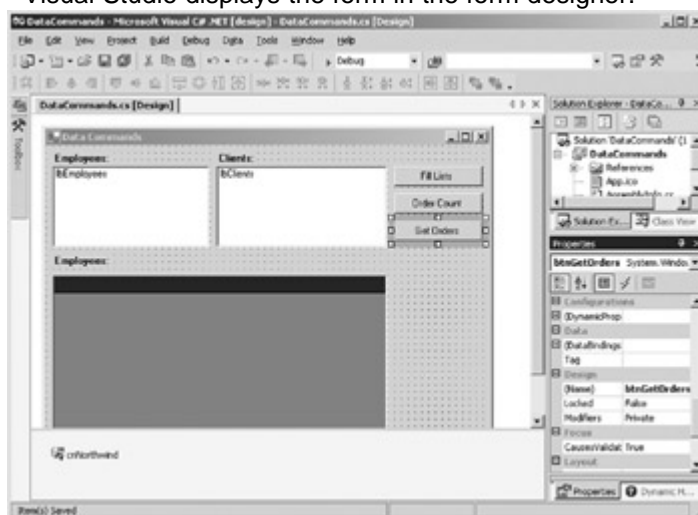 Visual Studio displays the form in the form designer.
DataCommands - Microsoft Visual C# .NET [design] - DataCommands.cs [Design]
File Edit View Project Build Debug Data Tools Window Help
Debug
DataCommands.cs [Design]
Toolbox
Data Commands
Employees: Clients:
lbEmployees lbClients
Fill Lists
Order Count
Get Orders
Employees:
cnNorthwind
Solution Explorer - DataCo...
Solution 'DataCommands' (1
DataCommands
References
App.ico
AssemblyInfo.cs
Solution Ex... Class View
Properties
btnGetOrders System.Window
Configurations
(DynamicProp
Data
(DataBindings
Tag
Design
(Name) btnGetOrders
Locked False
Modifiers Private
Focus
CausesValidat True
Layout
Properties Dynamic H...
Item(s) Saved